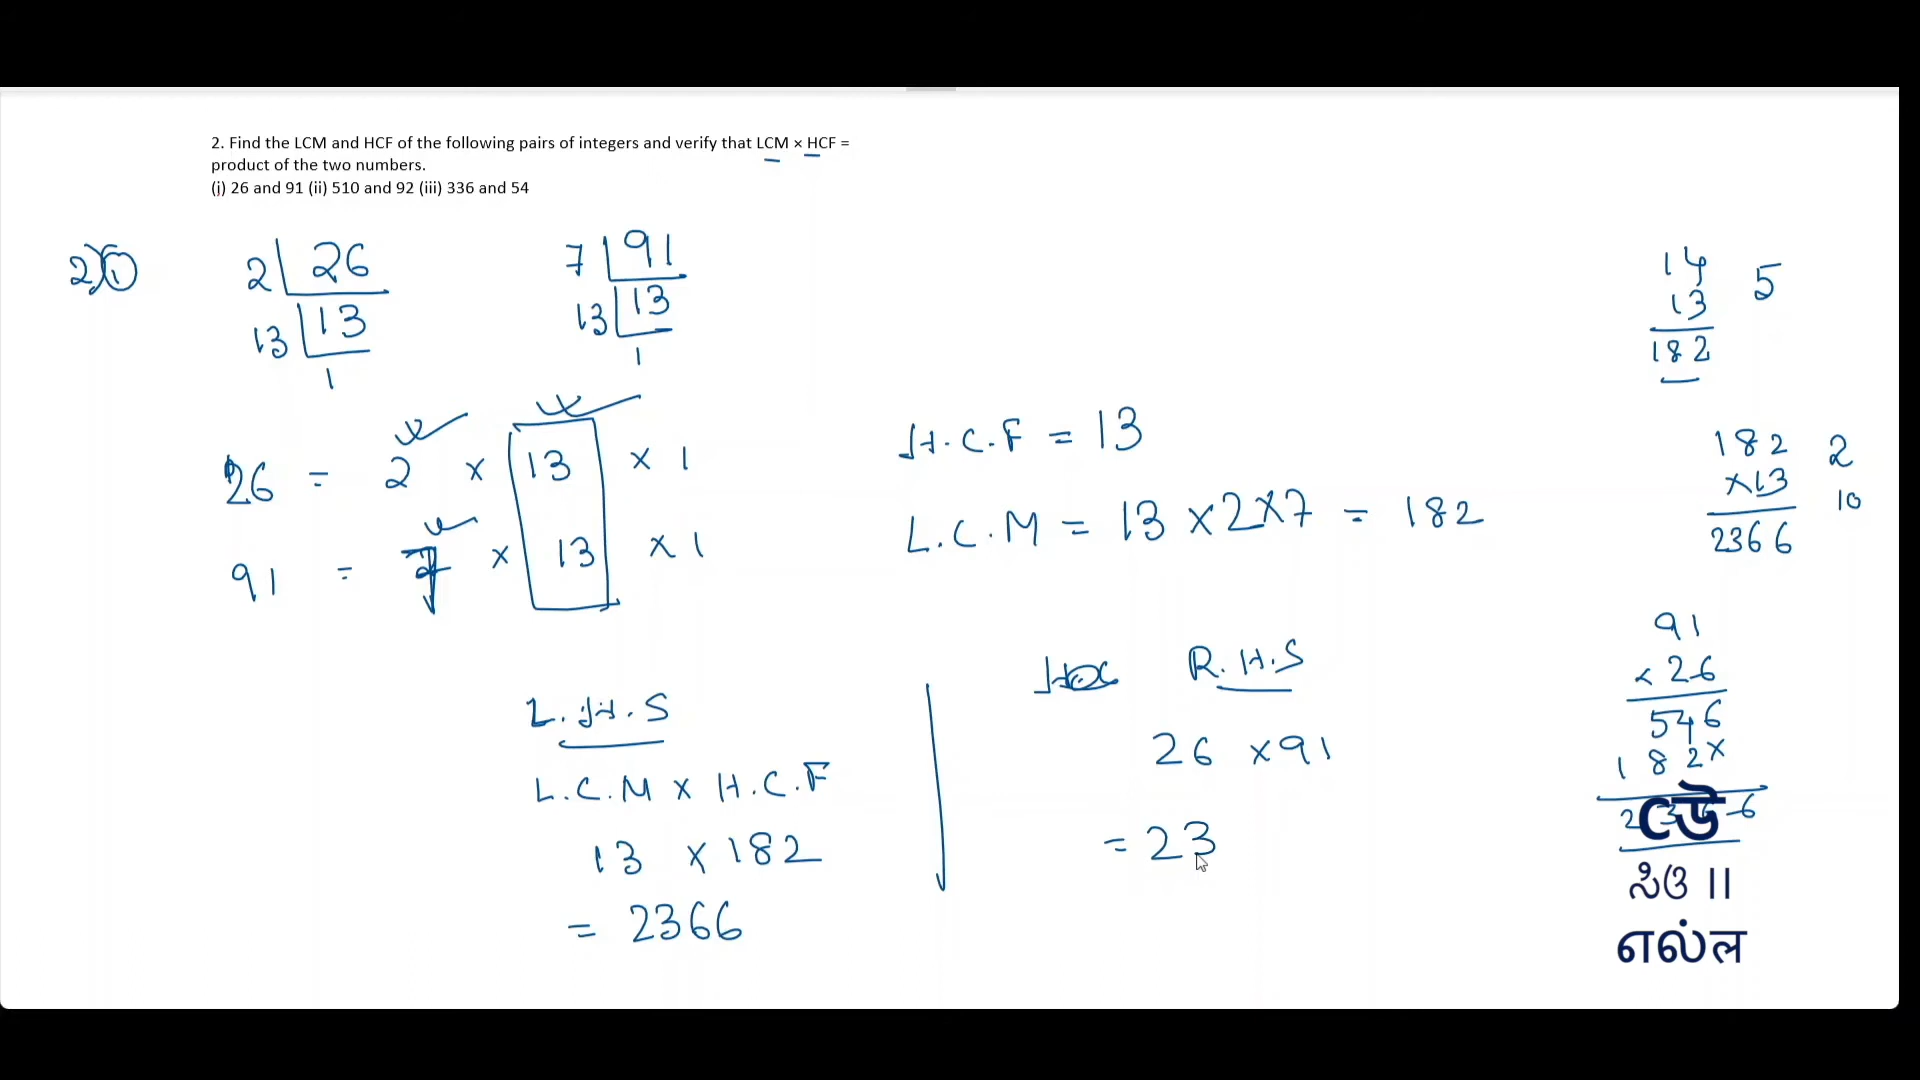 2. Find the LCM and HCF of the following pairs of integers and verify that LCM × HCF =
product of the two numbers.
(i) 26 and 91 (ii) 510 and 92 (iii) 336 and 54
2) (i)
2 | 26
13 | 13
1
7 | 91
13 | 13
1
26 = 2 × 13 × 1
91 = 7 × 13 × 1
H.C.F = 13
L.C.M = 13 × 2 × 7 = 182
L.H.S
L.C.M × H.C.F
13 × 182
= 2366
R.H.S
26 × 91
= 23
14 5
13
182
182 2
×13 10
2366
91
× 26
546
182×